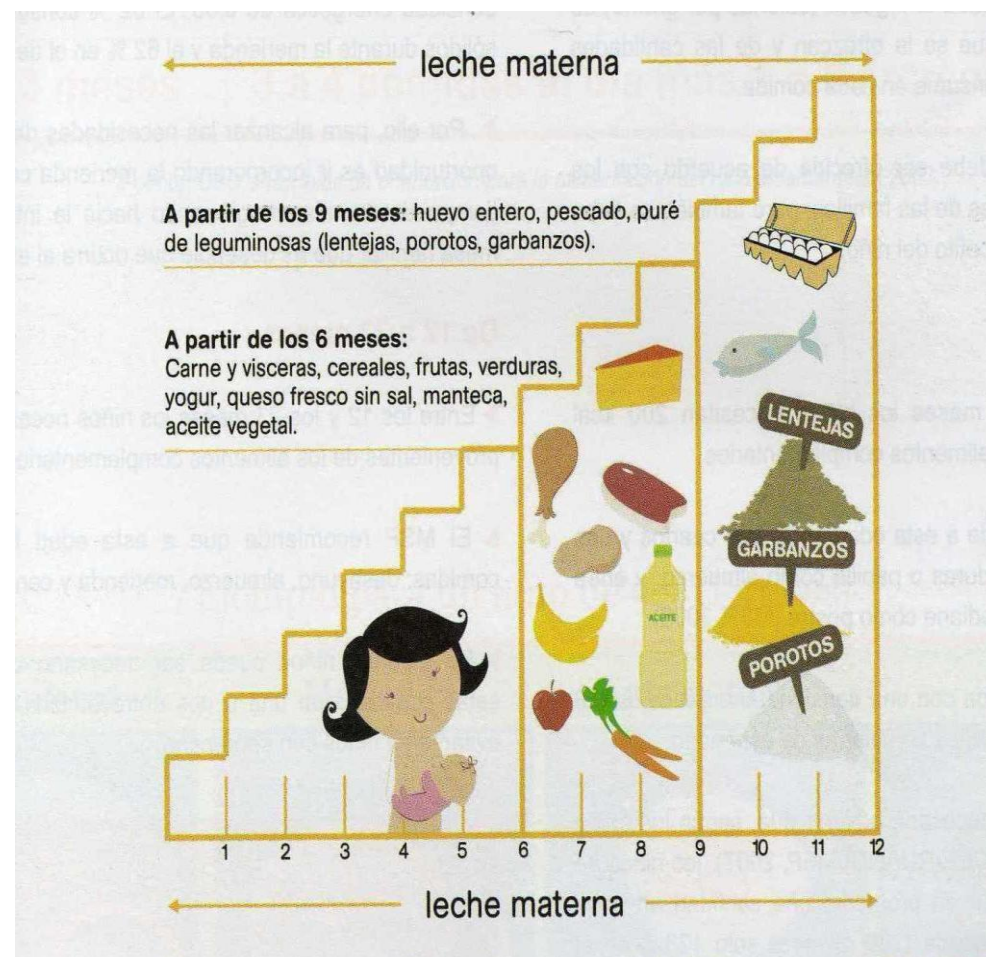 leche materna
A partir de los 9 meses: huevo entero, pescado, puré
de leguminosas (lentejas, porotos, garbanzos).
A partir de los 6 meses:
Carne y visceras, cereales, frutas, verduras,
yogur, queso fresco sin sal, manteca,
aceite vegetal.
LENTEJAS
GARBANZOS
ACEITE
POROTOS
1 2 3 4 5 6 7 8 9 10 11 12
leche materna